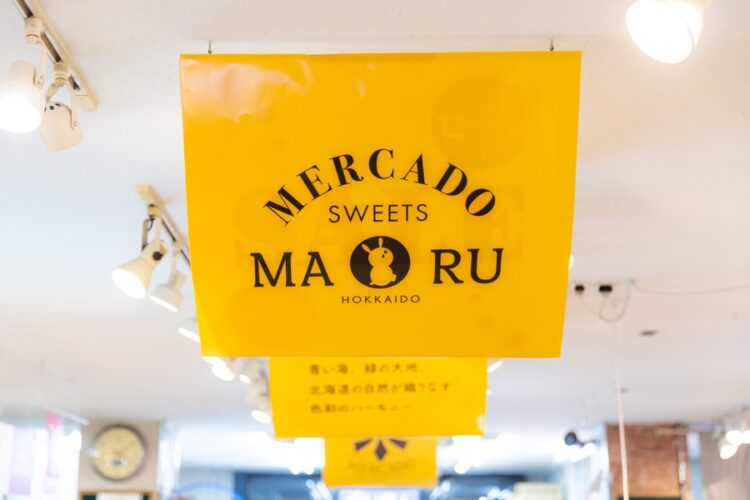 MERCADO
SWEETS
MA RU
HOKKAIDO
青い海、緑の大地、
北海道の自然が織りなす
色彩のハーモニー
MERCADO